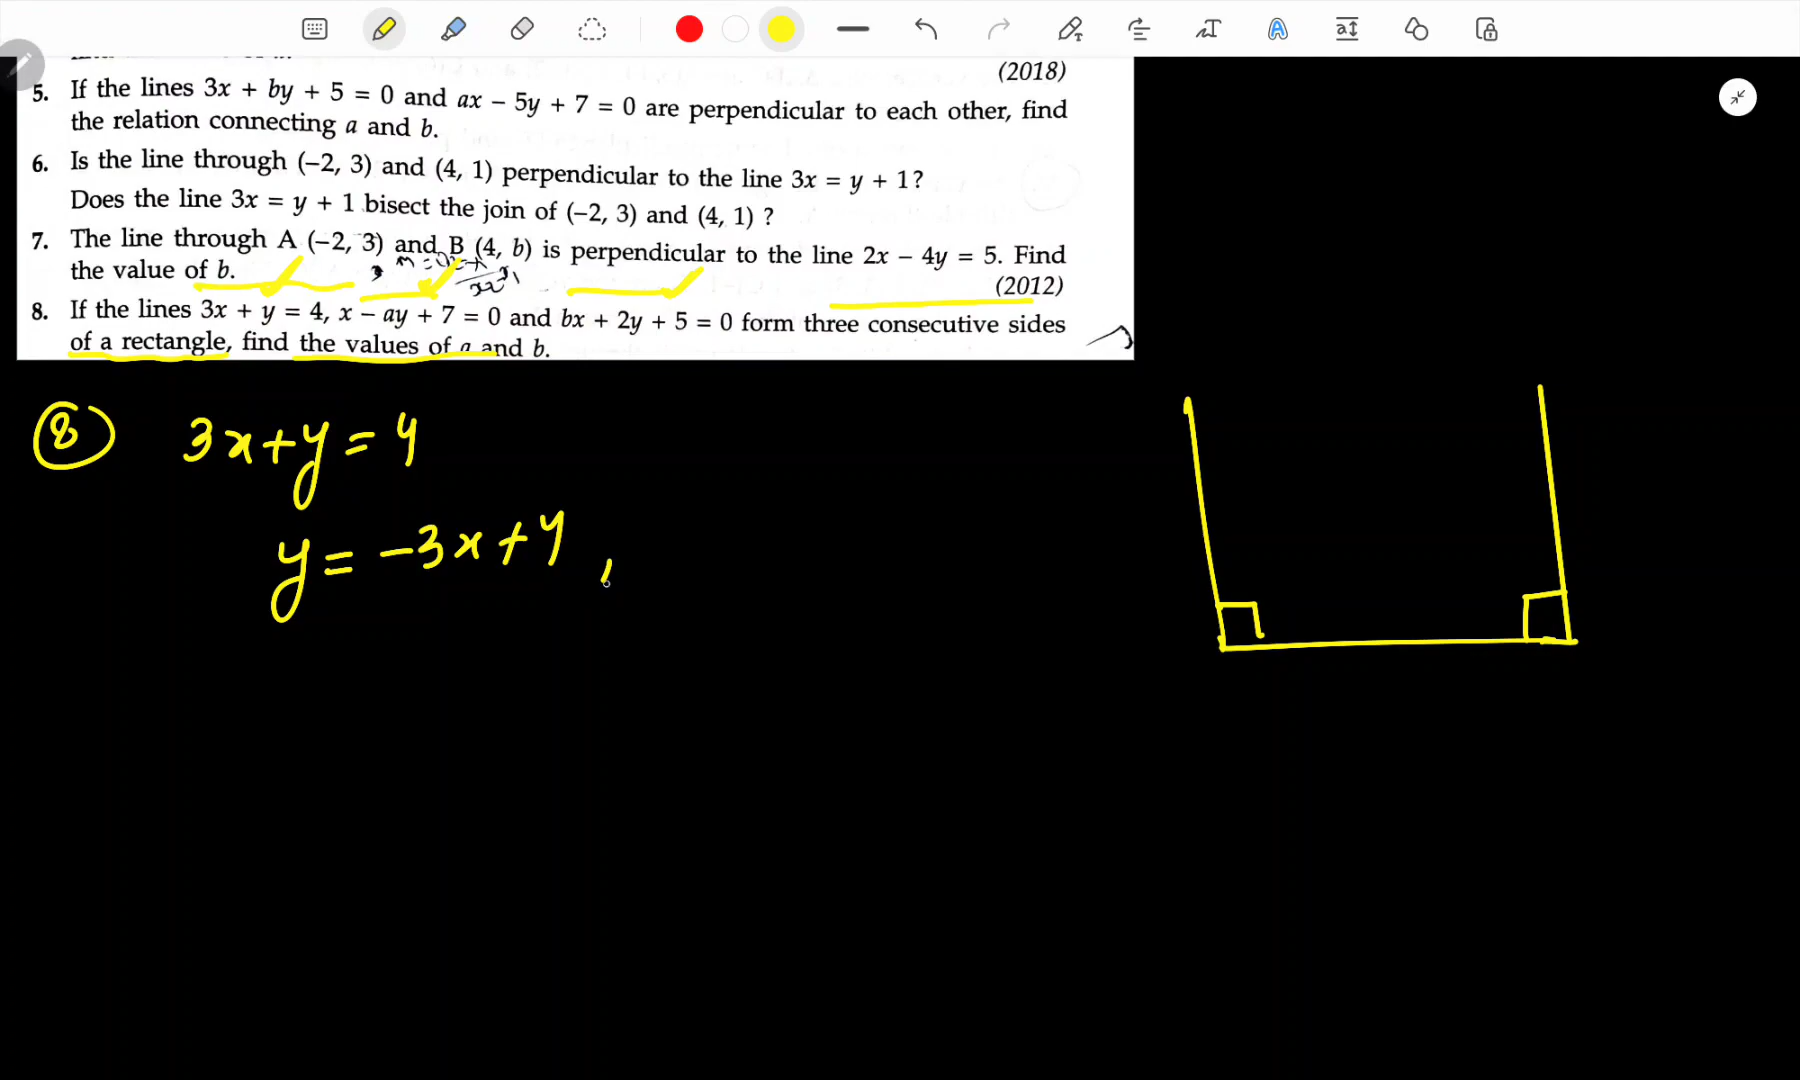 (2018)
5. If the lines 3x + by + 5 = 0 and ax – 5y + 7 = 0 are perpendicular to each other, find
the relation connecting a and b.
6. Is the line through (–2, 3) and (4, 1) perpendicular to the line 3x = y + 1?
Does the line 3x = y + 1 bisect the join of (–2, 3) and (4, 1) ?
7. The line through A (–2, 3) and B (4, b) is perpendicular to the line 2x – 4y = 5. Find
the value of b.
(2012)
8. If the lines 3x + y = 4, x – ay + 7 = 0 and bx + 2y + 5 = 0 form three consecutive sides
of a rectangle, find the values of a and b.
8 3x+y=4
y = -3x+4,